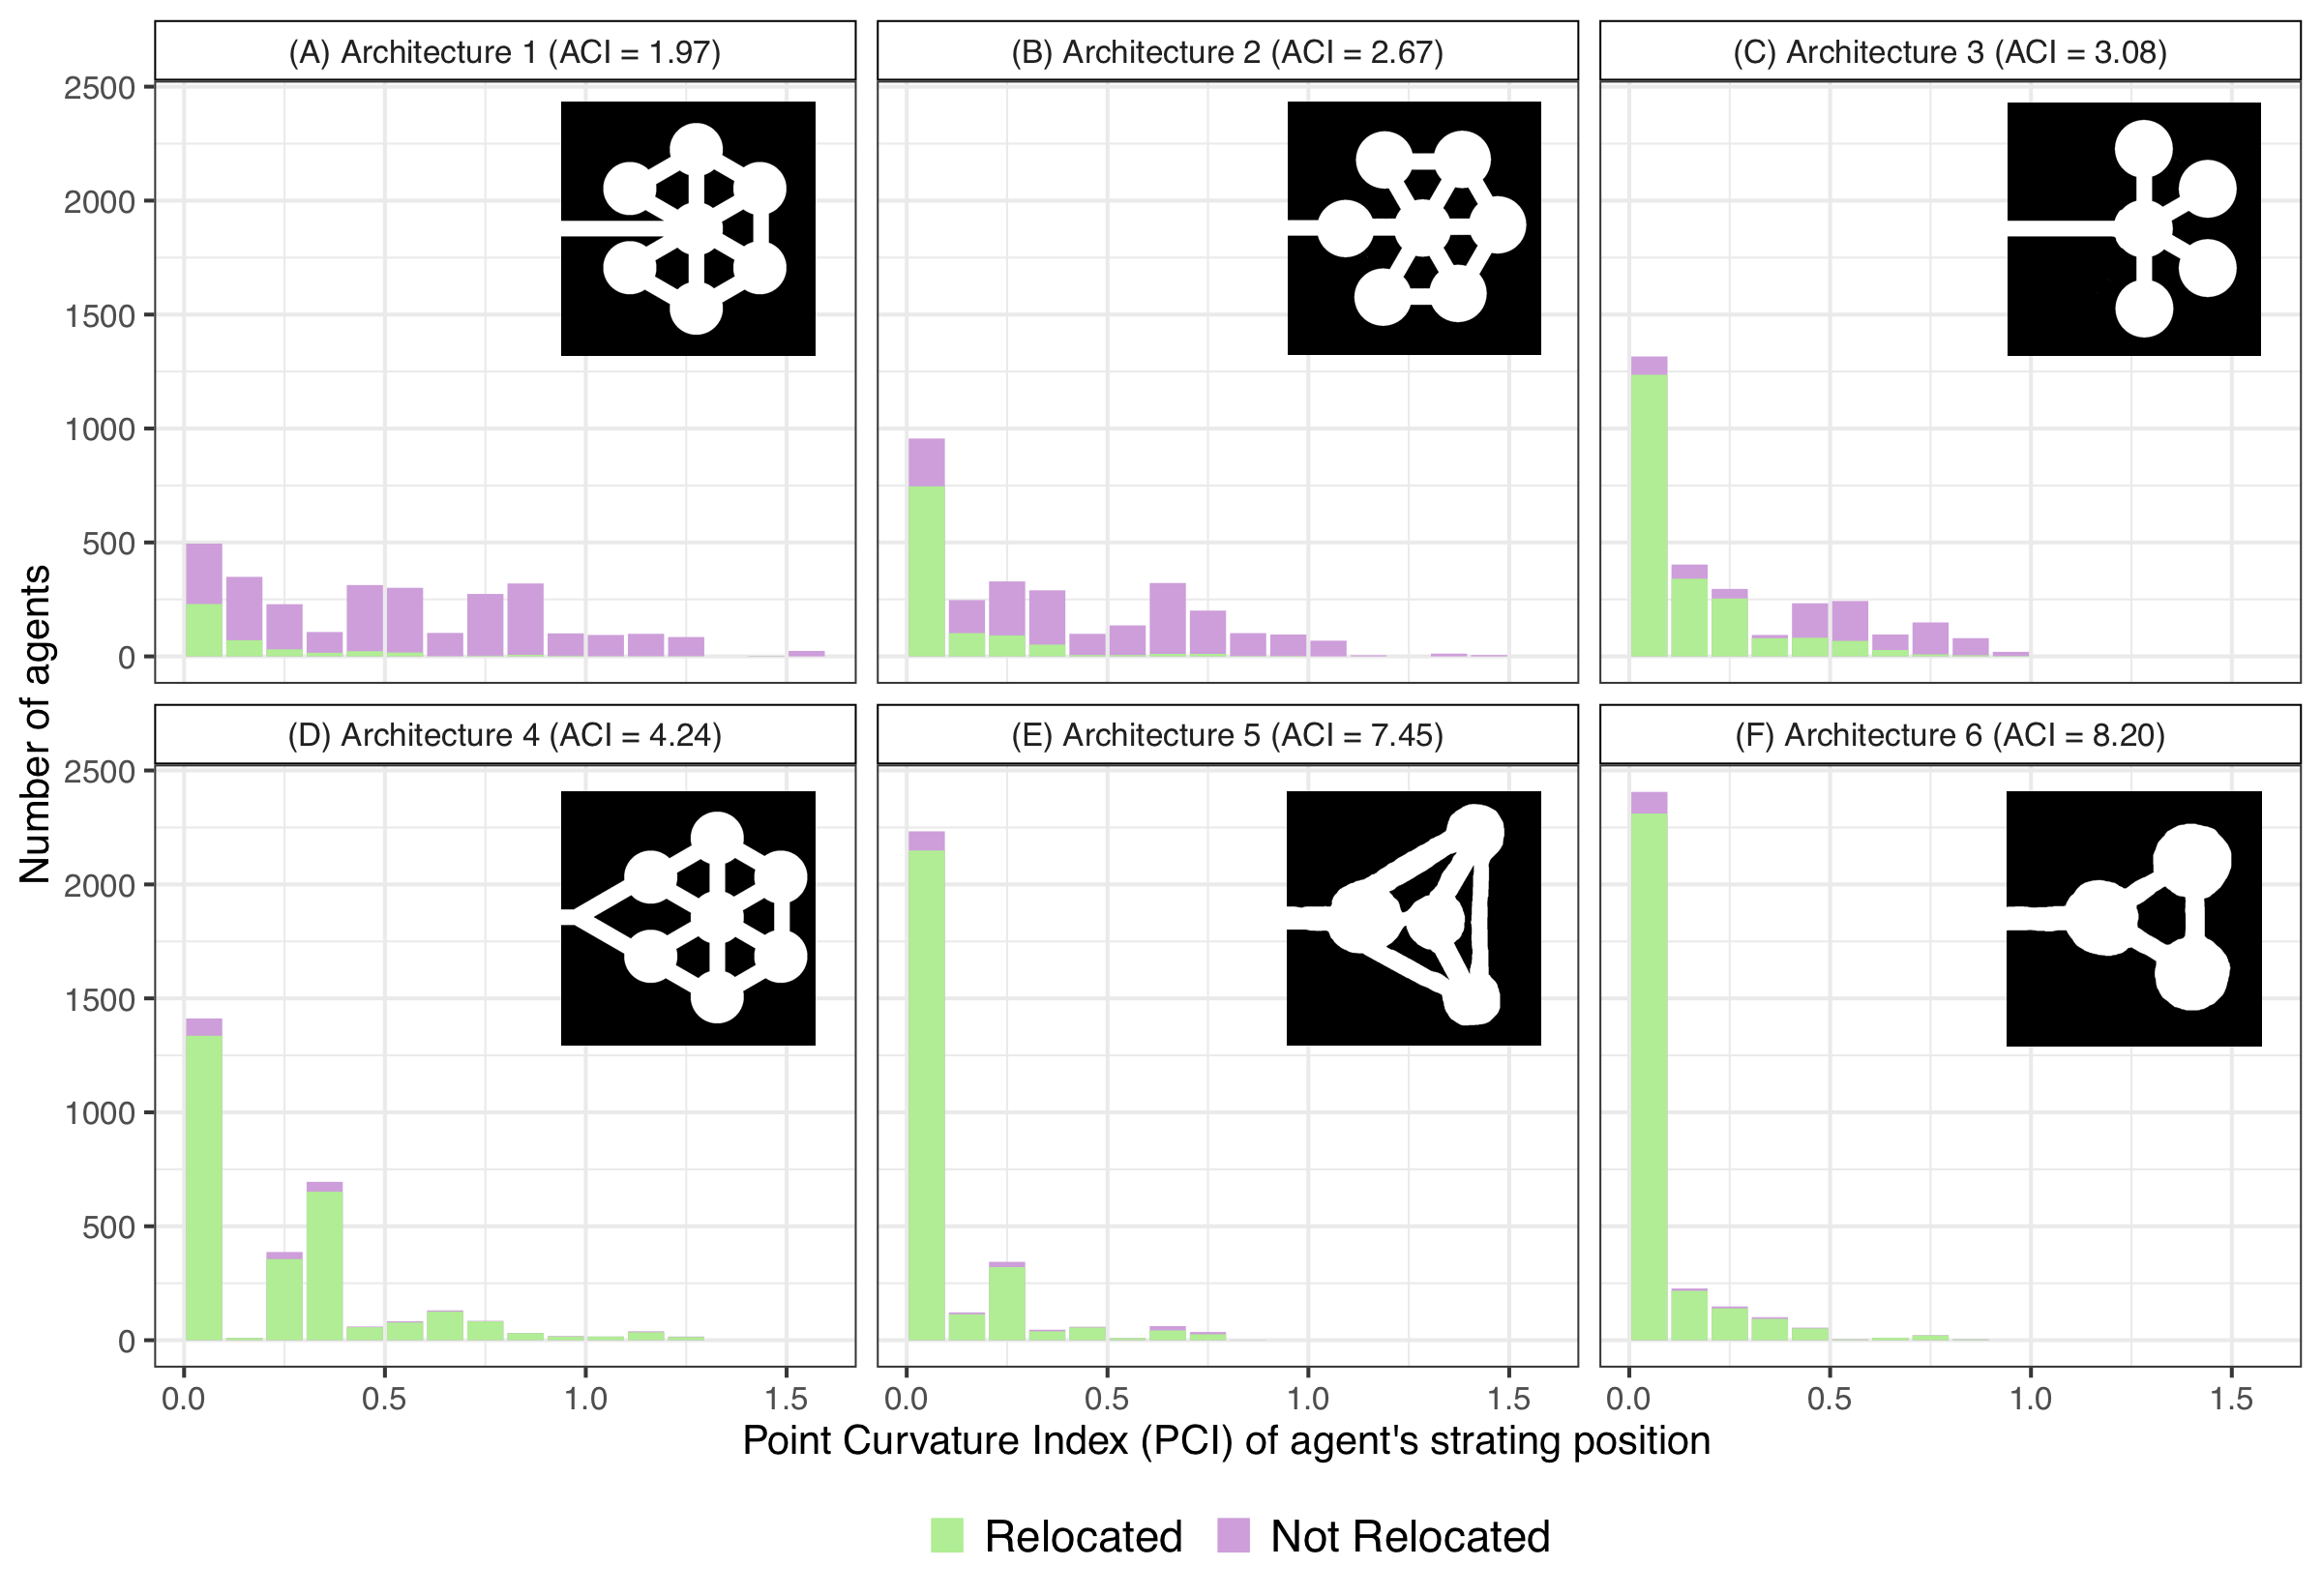 (A) Architecture 1 (ACI = 1.97)
(B) Architecture 2 (ACI = 2.67)
(C) Architecture 3 (ACI = 3.08)
2500
2000
1500
1000
500
0
(D) Architecture 4 (ACI = 4.24)
(E) Architecture 5 (ACI = 7.45)
(F) Architecture 6 (ACI = 8.20)
2500
2000
1500
1000
500
0
Number of agents
0.0 0.5 1.0 1.5
0.0 0.5 1.0 1.5
0.0 0.5 1.0 1.5
Point Curvature Index (PCI) of agent's strating position
Relocated Not Relocated